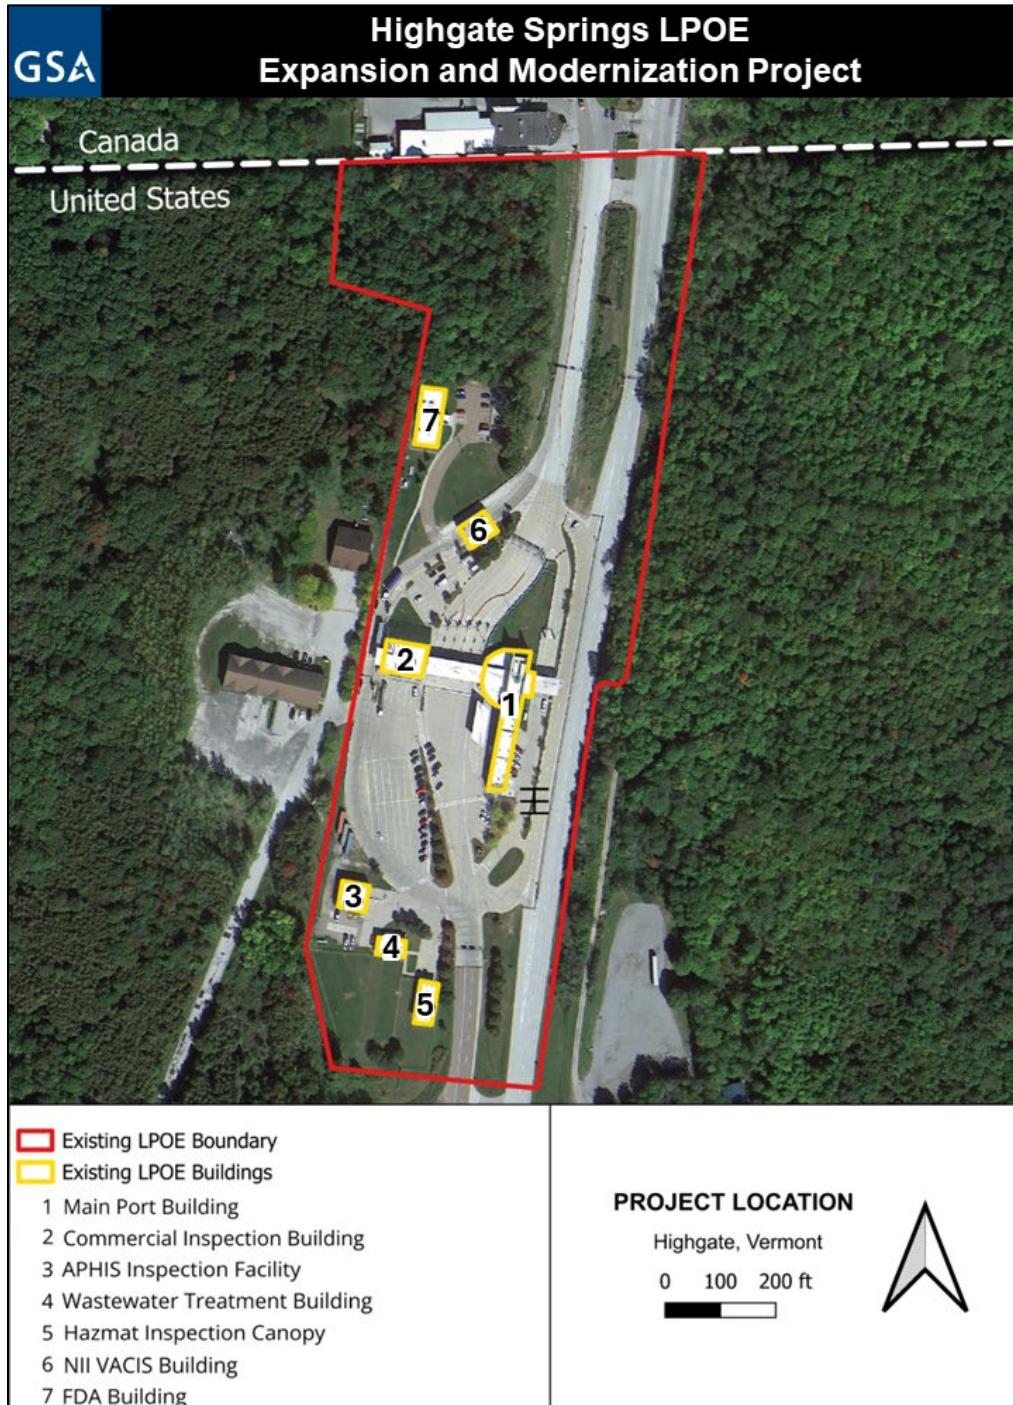 GSA
Highgate Springs LPOE
Expansion and Modernization Project
Canada
United States
7
6
2
1
3
4
5
Existing LPOE Boundary
Existing LPOE Buildings
1 Main Port Building
2 Commercial Inspection Building
3 APHIS Inspection Facility
4 Wastewater Treatment Building
5 Hazmat Inspection Canopy
6 NII VACIS Building
7 FDA Building
PROJECT LOCATION
Highgate, Vermont
0 100 200 ft